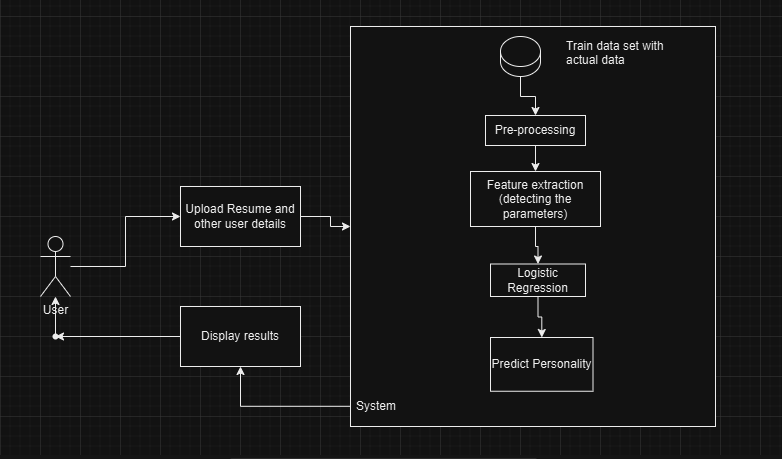 Train data set with
actual data
Pre-processing
Feature extraction
(detecting the
parameters)
Upload Resume and
other user details
Logistic
Regression
User
Display results
Predict Personality
System